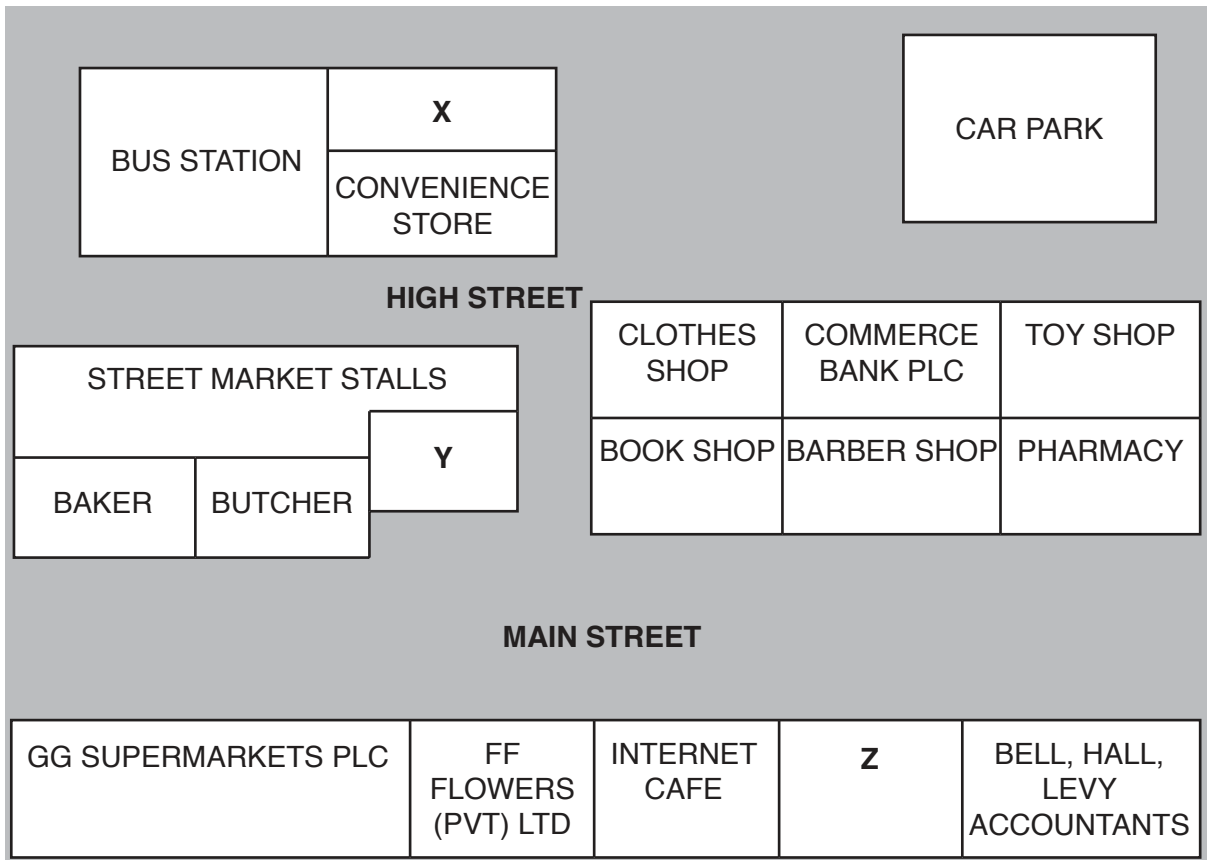 X
CAR PARK
BUS STATION
CONVENIENCE
STORE
HIGH STREET
CLOTHES
SHOP
COMMERCE
BANK PLC
TOY SHOP
STREET MARKET STALLS
Y
BOOK SHOP
BARBER SHOP
PHARMACY
BAKER
BUTCHER
MAIN STREET
GG SUPERMARKETS PLC
FF
FLOWERS
(PVT) LTD
INTERNET
CAFE
Z
BELL, HALL,
LEVY
ACCOUNTANTS